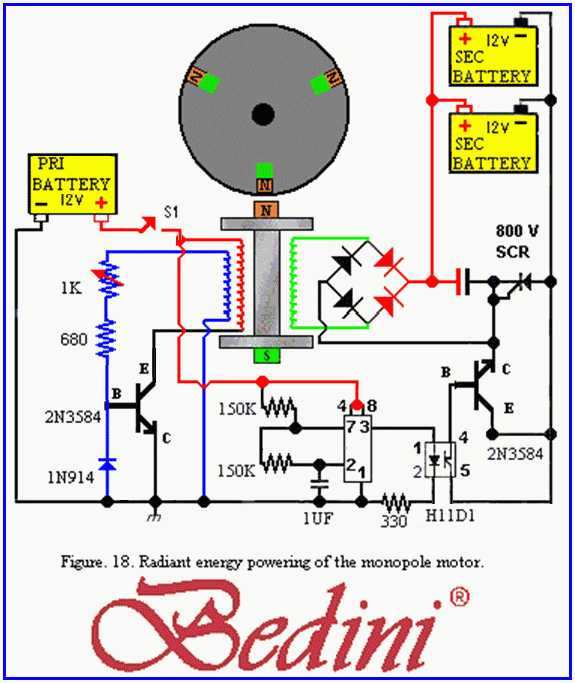 12V
SEC
BATTERY
+
−
N
N
N
12V
SEC
BATTERY
+
−
PRI
BATTERY
12V
−
+
S1
N
800 V
SCR
1K
680
E
B
C
2N3584
S
C
B
E
2N3584
150K
4 8
7 3
2
1
150K
1
2
4
5
1N914
1UF
330
H11D1
Figure. 18. Radiant energy powering of the monopole motor.
Bedini®